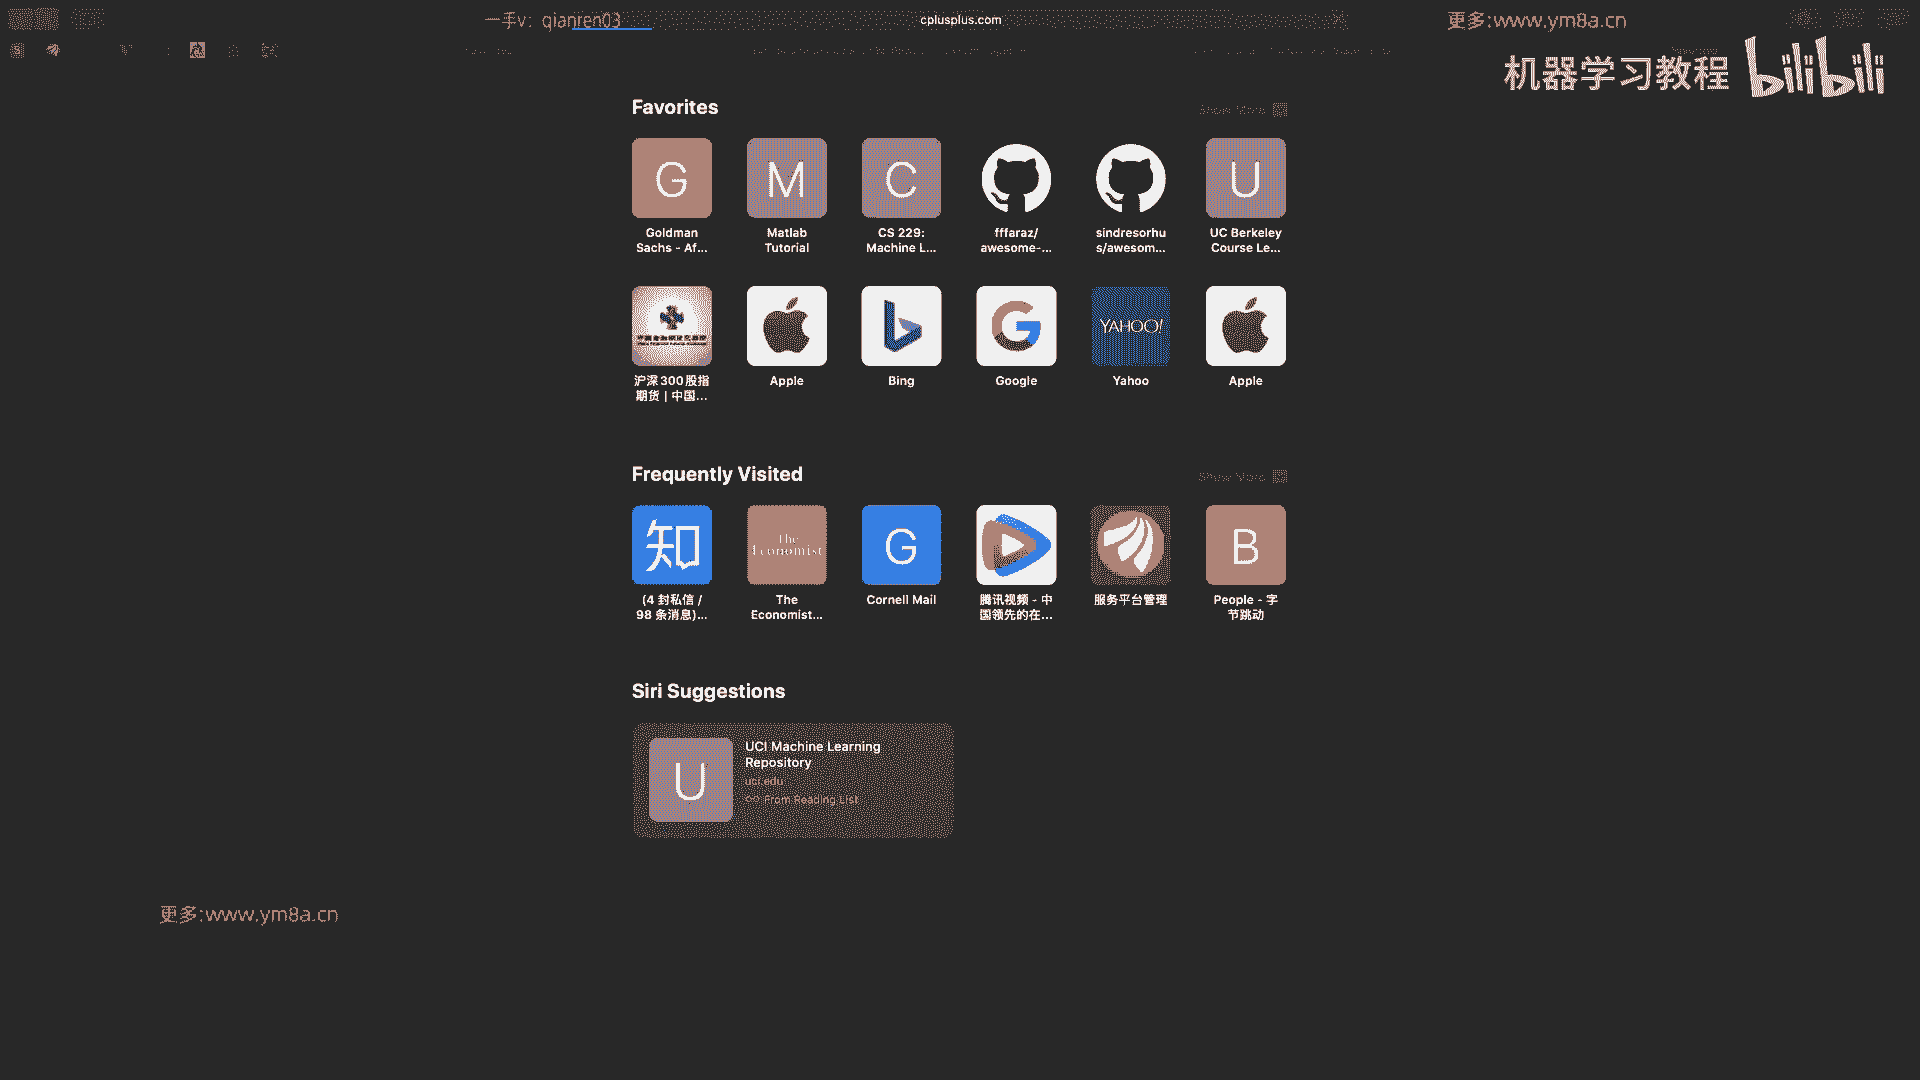 一手v：qianren03
cplusplus.com
更多:www.ym8a.cn
机器学习教程 bilibili
Favorites
Show More
G
M
C
U
Goldman
Sachs - Af...
Matlab
Tutorial
CS 229:
Machine L...
fffaraz/
awesome-...
sindresorhu
s/awesom...
UC Berkeley
Course Le...
YAHOO!
沪深300股指
期货 | 中国...
Apple
Bing
Google
Yahoo
Apple
Frequently Visited
Show More
知
The
Economist
G
B
(4 封私信 /
98 条消息)...
The
Economist...
Cornell Mail
腾讯视频 - 中
国领先的在...
服务平台管理
People - 字
节跳动
Siri Suggestions
U
UCI Machine Learning
Repository
uci.edu
From Reading List
更多:www.ym8a.cn